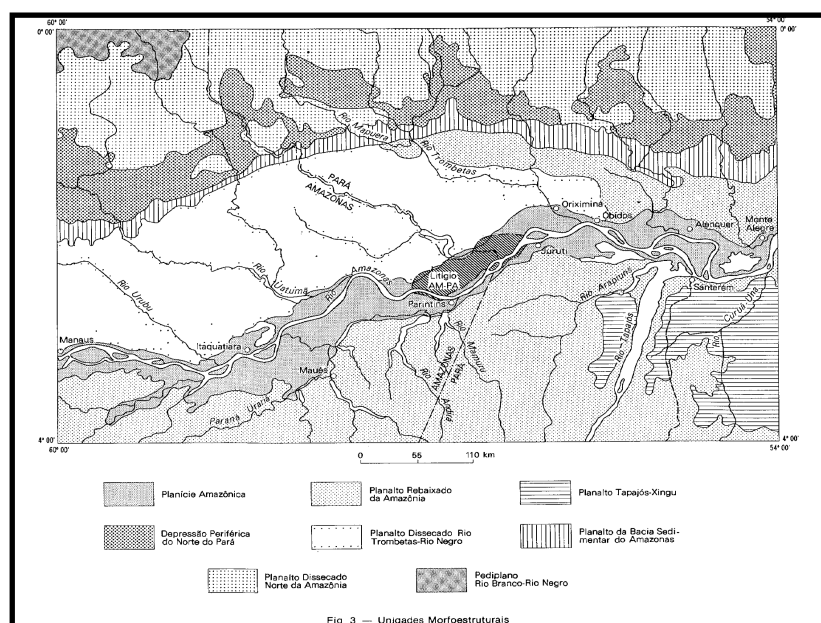 60° 00'
54° 00'
0° 00'
0° 00'
Rio Mapuera
Rio Trombetas
PARÁ
AMAZONAS
Oriximiná
Óbidos
Alenquer
Monte Alegre
Juruti
Litígio AM-PA
Rio Amazonas
Rio Uatumã
Rio Urubu
Parintins
Rio Arapiuns
Santarém
Rio Curuá Una
Rio Tapajós
Manaus
Itaquatiara
Maués
Rio Mamuru
AMAZONAS
PARÁ
Rio Andirá
Paraná Urariá
4° 00'
4° 00'
60° 00'
54° 00'
0 55 110 km
Planície Amazônica
Planalto Rebaixado da Amazônia
Planalto Tapajós-Xingu
Depressão Periférica do Norte do Pará
Planalto Dissecado Rio Trombetas-Rio Negro
Planalto da Bacia Sedi-
mentar do Amazonas
Planalto Dissecado Norte da Amazônia
Pediplano Rio Branco-Rio Negro
Fig. 3 — Unigades Morfoestruturais